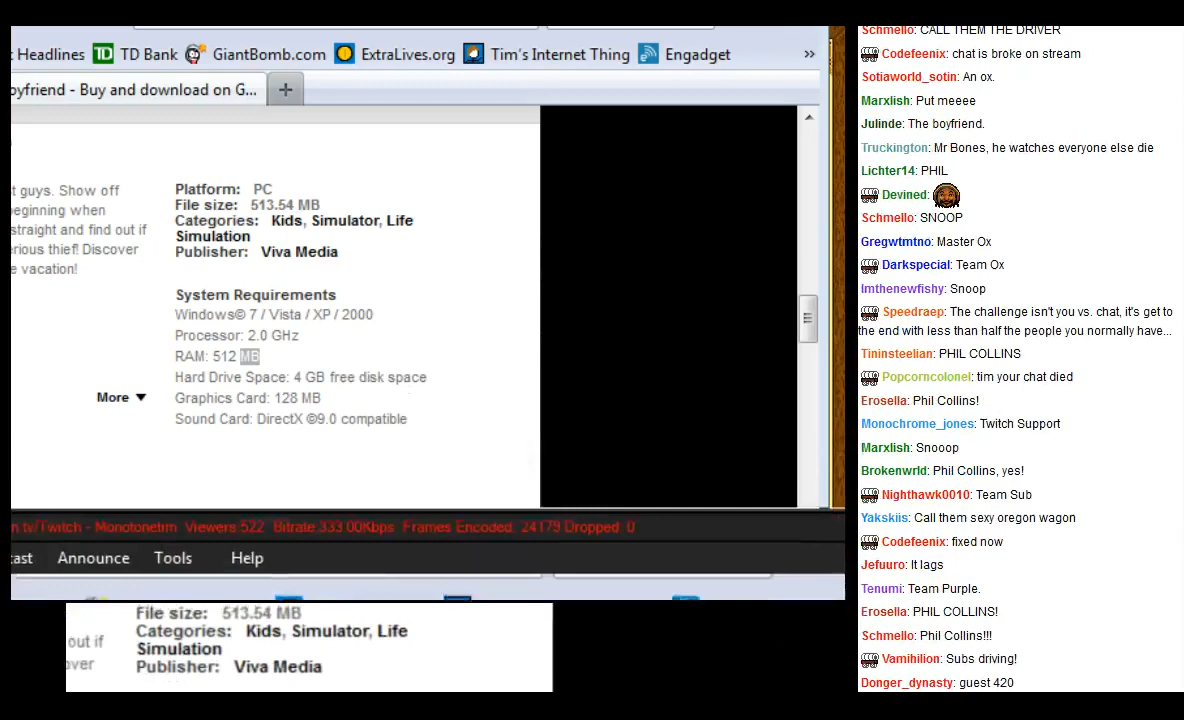 t Headlines TD TD Bank GiantBomb.com ExtraLives.org Tim's Internet Thing Engadget »
oyfriend - Buy and download on G... +
t guys. Show off
beginning when
straight and find out if
erious thief! Discover
e vacation!
More ▼
Platform: PC
File size: 513.54 MB
Categories: Kids, Simulator, Life
Simulation
Publisher: Viva Media
System Requirements
Windows© 7 / Vista / XP / 2000
Processor: 2.0 GHz
RAM: 512 MB
Hard Drive Space: 4 GB free disk space
Graphics Card: 128 MB
Sound Card: DirectX ©9.0 compatible
n.tv/Twitch - Monotonetim Viewers:522 Bitrate:333.00Kbps Frames Encoded: 24179 Dropped: 0
cast Announce Tools Help
out if
over
File size: 513.54 MB
Categories: Kids, Simulator, Life
Simulation
Publisher: Viva Media
Schmello: CALL THEM THE DRIVER
Codefeenix: chat is broke on stream
Sotiaworld_sotin: An ox.
Marxlish: Put meeee
Julinde: The boyfriend.
Truckington: Mr Bones, he watches everyone else die
Lichter14: PHIL
Devined:
Schmello: SNOOP
Gregwtmtno: Master Ox
Darkspecial: Team Ox
Imthenewfishy: Snoop
Speedraep: The challenge isn't you vs. chat, it's get to
the end with less than half the people you normally have...
Tininsteelian: PHIL COLLINS
Popcorncolonel: tim your chat died
Erosella: Phil Collins!
Monochrome_jones: Twitch Support
Marxlish: Snooop
Brokenwrld: Phil Collins, yes!
Nighthawk0010: Team Sub
Yakskiis: Call them sexy oregon wagon
Codefeenix: fixed now
Jefuuro: It lags
Tenumi: Team Purple.
Erosella: PHIL COLLINS!
Schmello: Phil Collins!!!
Vamihilion: Subs driving!
Donger_dynasty: guest 420